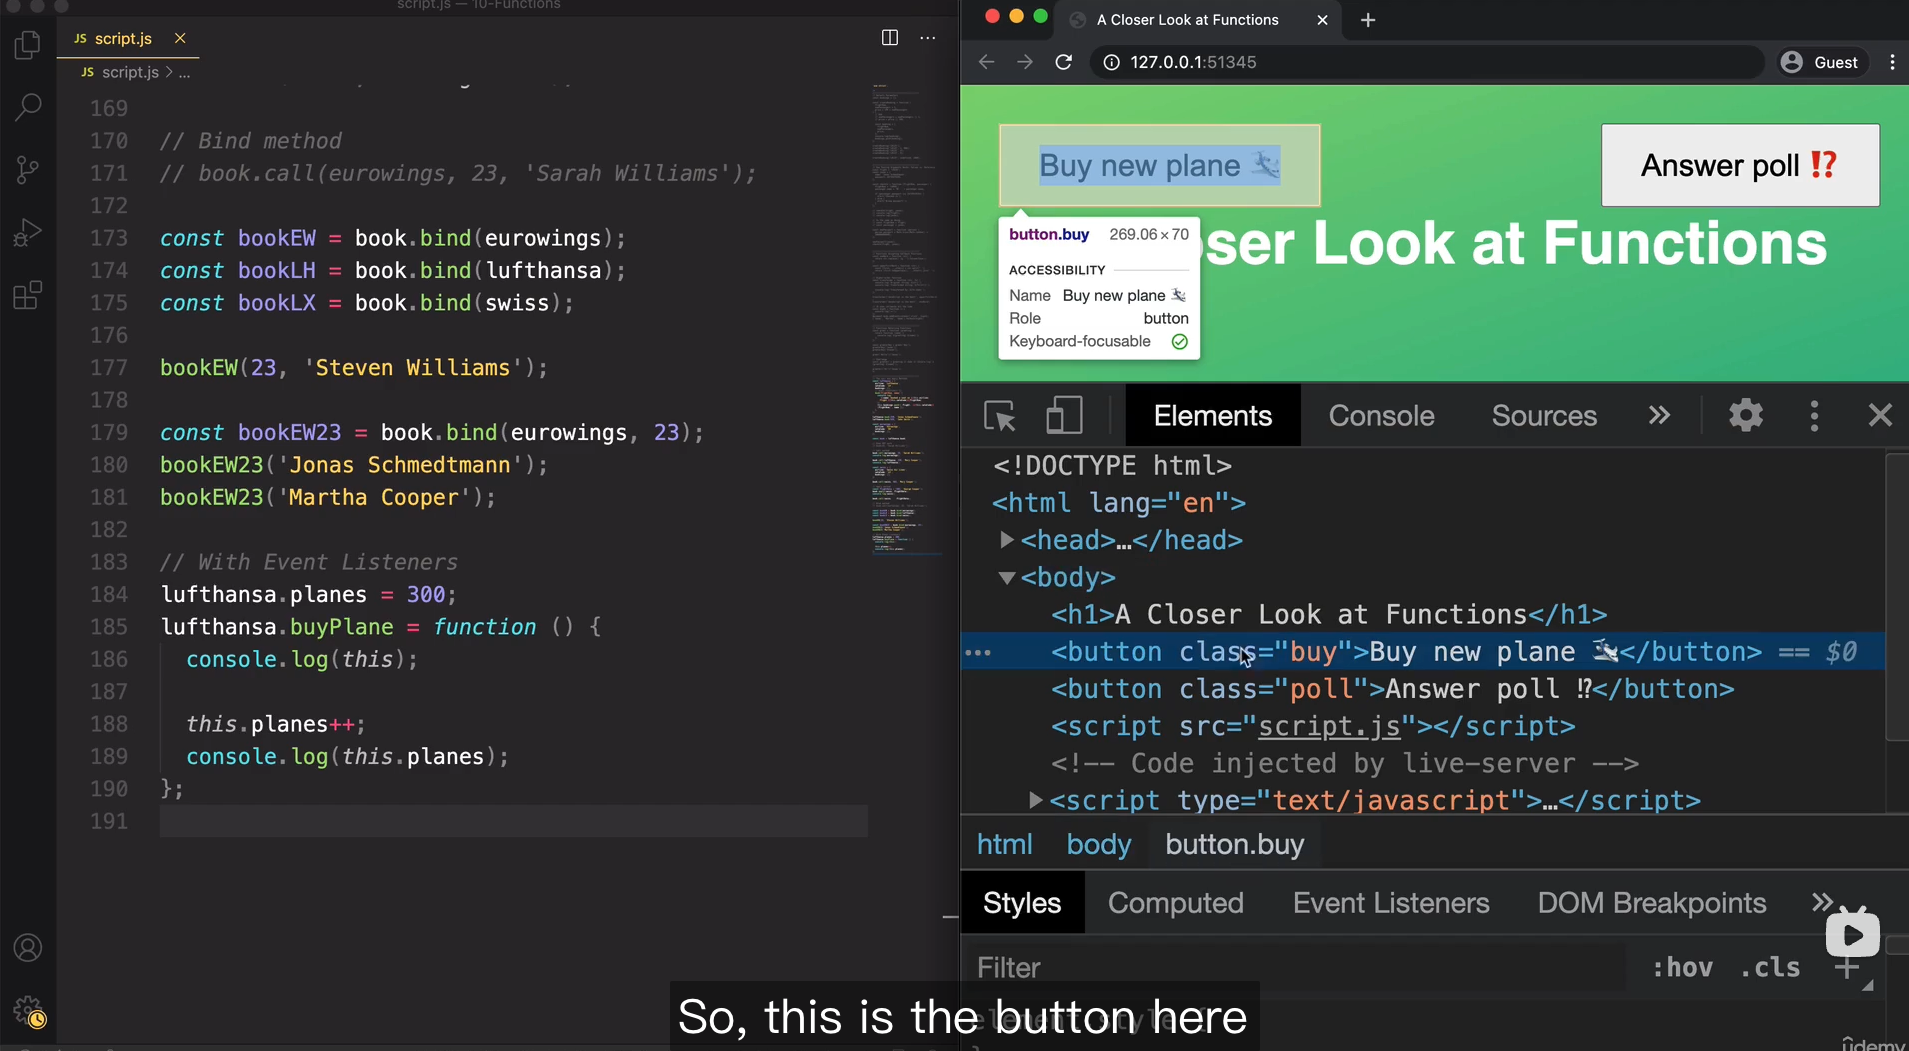 script.js — 10-Functions
JS script.js ×
JS script.js > ...
169
170 // Bind method
171 // book.call(eurowings, 23, 'Sarah Williams');
172
173 const bookEW = book.bind(eurowings);
174 const bookLH = book.bind(lufthansa);
175 const bookLX = book.bind(swiss);
176
177 bookEW(23, 'Steven Williams');
178
179 const bookEW23 = book.bind(eurowings, 23);
180 bookEW23('Jonas Schmedtmann');
181 bookEW23('Martha Cooper');
182
183 // With Event Listeners
184 lufthansa.planes = 300;
185 lufthansa.buyPlane = function () {
186 console.log(this);
187
188 this.planes++;
189 console.log(this.planes);
190 };
191
A Closer Look at Functions
127.0.0.1:51345
Guest
Buy new plane 🛩
Answer poll ⁉️
oser Look at Functions
button.buy 269.06×70
ACCESSIBILITY
Name Buy new plane 🛩
Role button
Keyboard-focusable
Elements Console Sources »
<!DOCTYPE html>
<html lang="en">
<head>…</head>
<body>
<h1>A Closer Look at Functions</h1>
<button class="buy">Buy new plane 🛩</button> == $0
<button class="poll">Answer poll ⁉</button>
<script src="script.js"></script>
<!-- Code injected by live-server -->
<script type="text/javascript">…</script>
html body button.buy
Styles Computed Event Listeners DOM Breakpoints »
Filter :hov .cls +
So, this is the button here
ûdemy